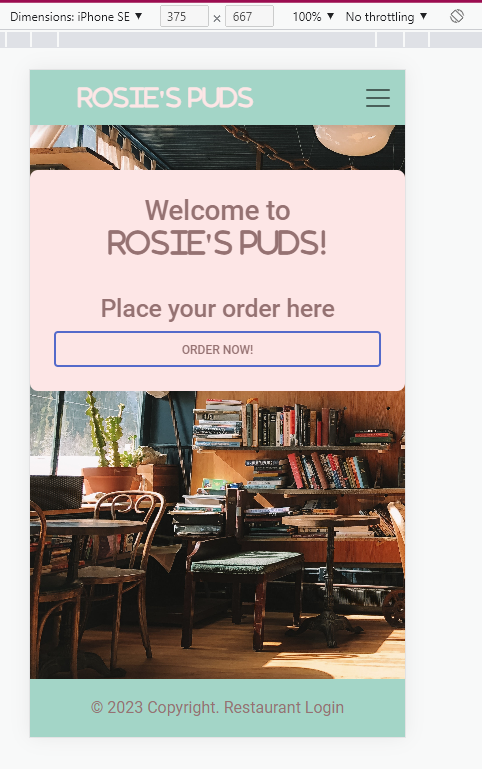 Dimensions: iPhone SE ▼ 375 × 667 100% ▼ No throttling ▼
ROSIE'S PUDS
Welcome to
ROSIE'S PUDS!
Place your order here
ORDER NOW!
© 2023 Copyright. Restaurant Login